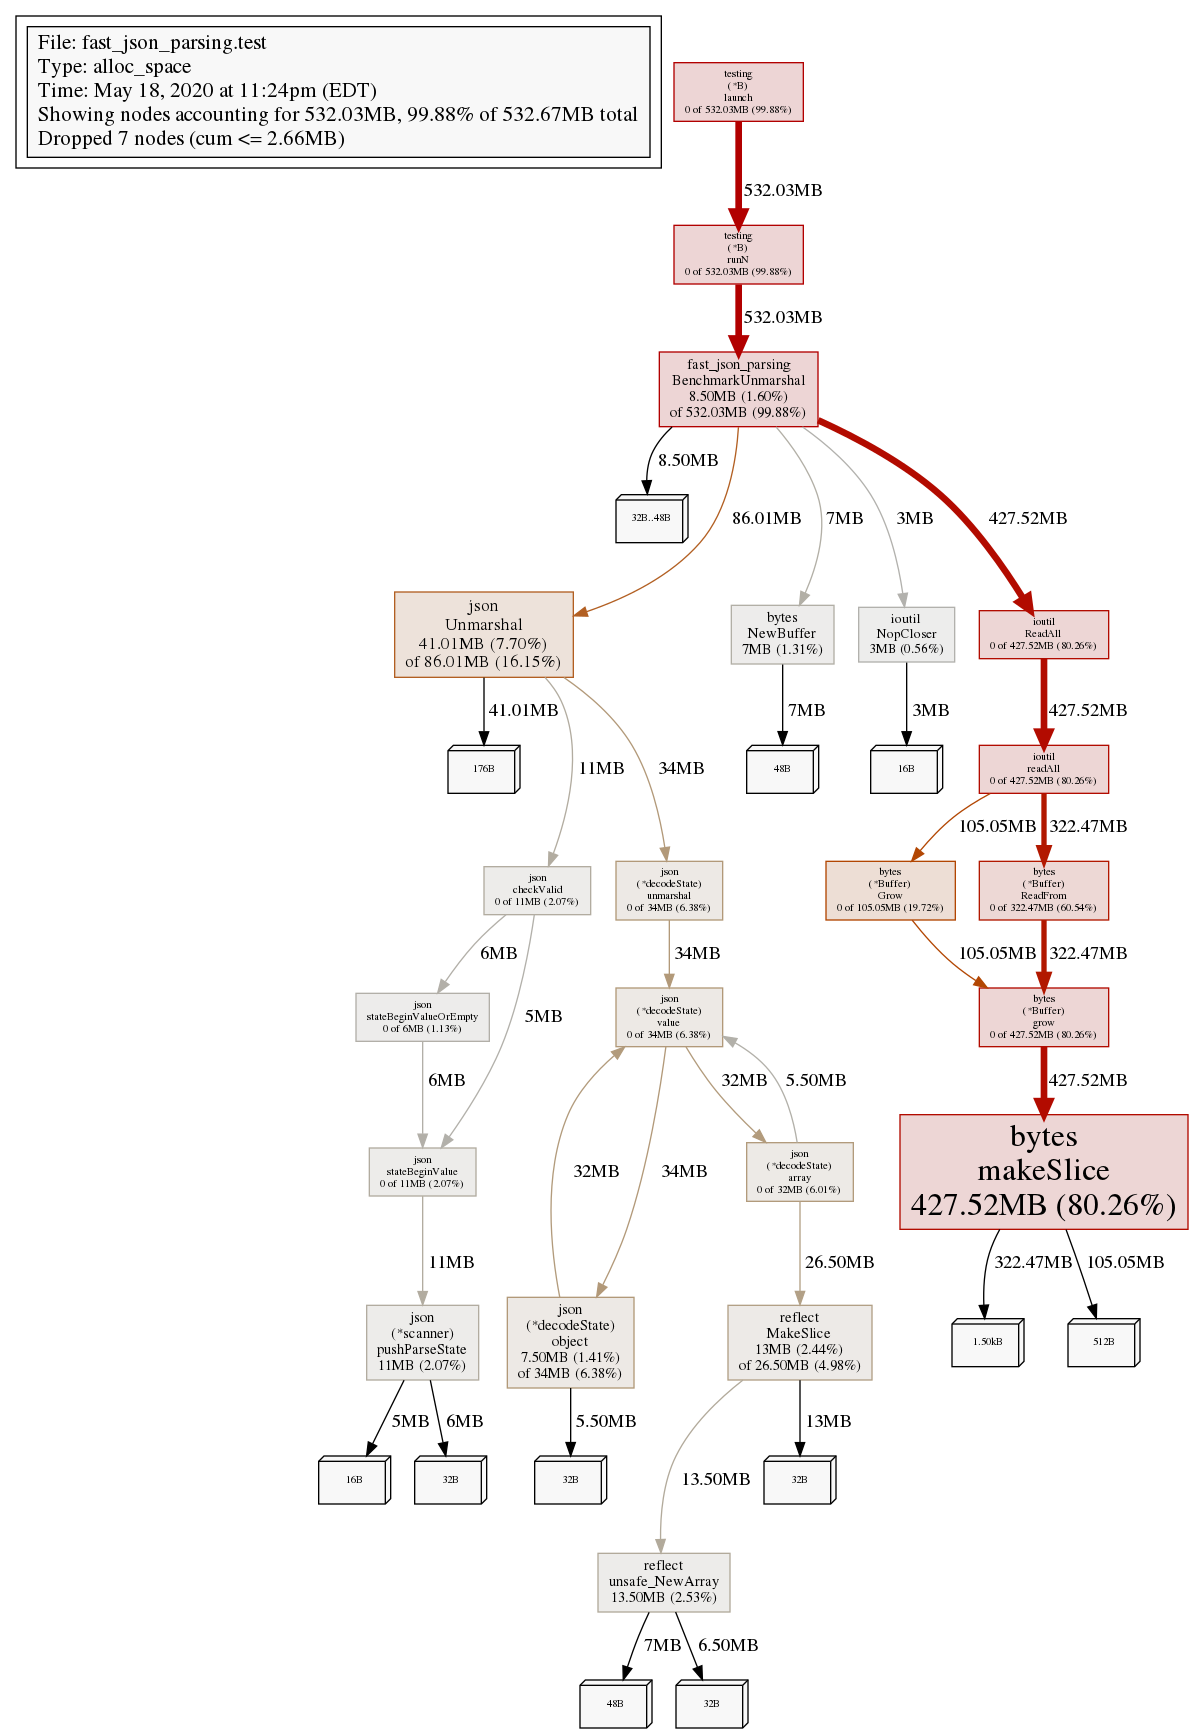 File: fast_json_parsing.test
Type: alloc_space
Time: May 18, 2020 at 11:24pm (EDT)
Showing nodes accounting for 532.03MB, 99.88% of 532.67MB total
Dropped 7 nodes (cum <= 2.66MB)
testing
(*B)
launch
0 of 532.03MB (99.88%)
532.03MB
testing
(*B)
runN
0 of 532.03MB (99.88%)
532.03MB
fast_json_parsing
BenchmarkUnmarshal
8.50MB (1.60%)
of 532.03MB (99.88%)
8.50MB
32B..48B
86.01MB
7MB
3MB
427.52MB
json
Unmarshal
41.01MB (7.70%)
of 86.01MB (16.15%)
bytes
NewBuffer
7MB (1.31%)
ioutil
NopCloser
3MB (0.56%)
ioutil
ReadAll
0 of 427.52MB (80.26%)
41.01MB
11MB
34MB
7MB
3MB
427.52MB
176B
48B
16B
ioutil
readAll
0 of 427.52MB (80.26%)
105.05MB
322.47MB
json
checkValid
0 of 11MB (2.07%)
json
(*decodeState)
unmarshal
0 of 34MB (6.38%)
bytes
(*Buffer)
Grow
0 of 105.05MB (19.72%)
bytes
(*Buffer)
ReadFrom
0 of 322.47MB (60.54%)
6MB
5MB
34MB
105.05MB
322.47MB
json
stateBeginValueOrEmpty
0 of 6MB (1.13%)
json
(*decodeState)
value
0 of 34MB (6.38%)
bytes
(*Buffer)
grow
0 of 427.52MB (80.26%)
6MB
32MB
5.50MB
427.52MB
json
stateBeginValue
0 of 11MB (2.07%)
32MB
34MB
json
(*decodeState)
array
0 of 32MB (6.01%)
bytes
makeSlice
427.52MB (80.26%)
11MB
26.50MB
322.47MB
105.05MB
json
(*scanner)
pushParseState
11MB (2.07%)
json
(*decodeState)
object
7.50MB (1.41%)
of 34MB (6.38%)
reflect
MakeSlice
13MB (2.44%)
of 26.50MB (4.98%)
1.50kB
512B
5MB
6MB
5.50MB
13MB
16B
32B
32B
32B
13.50MB
reflect
unsafe_NewArray
13.50MB (2.53%)
7MB
6.50MB
48B
32B